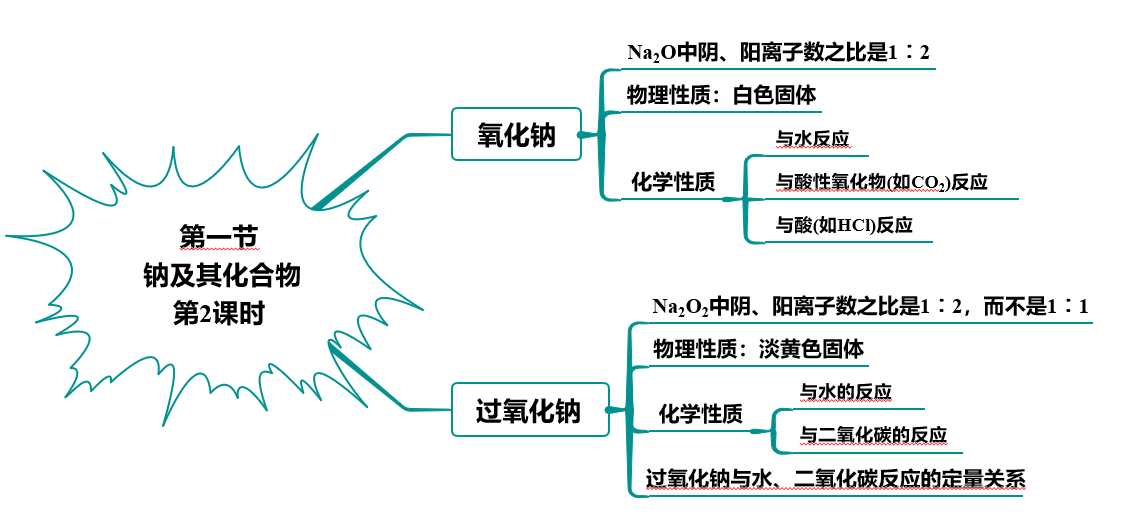 第一节
钠及其化合物
第2课时
氧化钠
Na₂O中阴、阳离子数之比是1∶2
物理性质：白色固体
化学性质
与水反应
与酸性氧化物(如CO₂)反应
与酸(如HCl)反应
过氧化钠
Na₂O₂中阴、阳离子数之比是1∶2，而不是1∶1
物理性质：淡黄色固体
化学性质
与水的反应
与二氧化碳的反应
过氧化钠与水、二氧化碳反应的定量关系